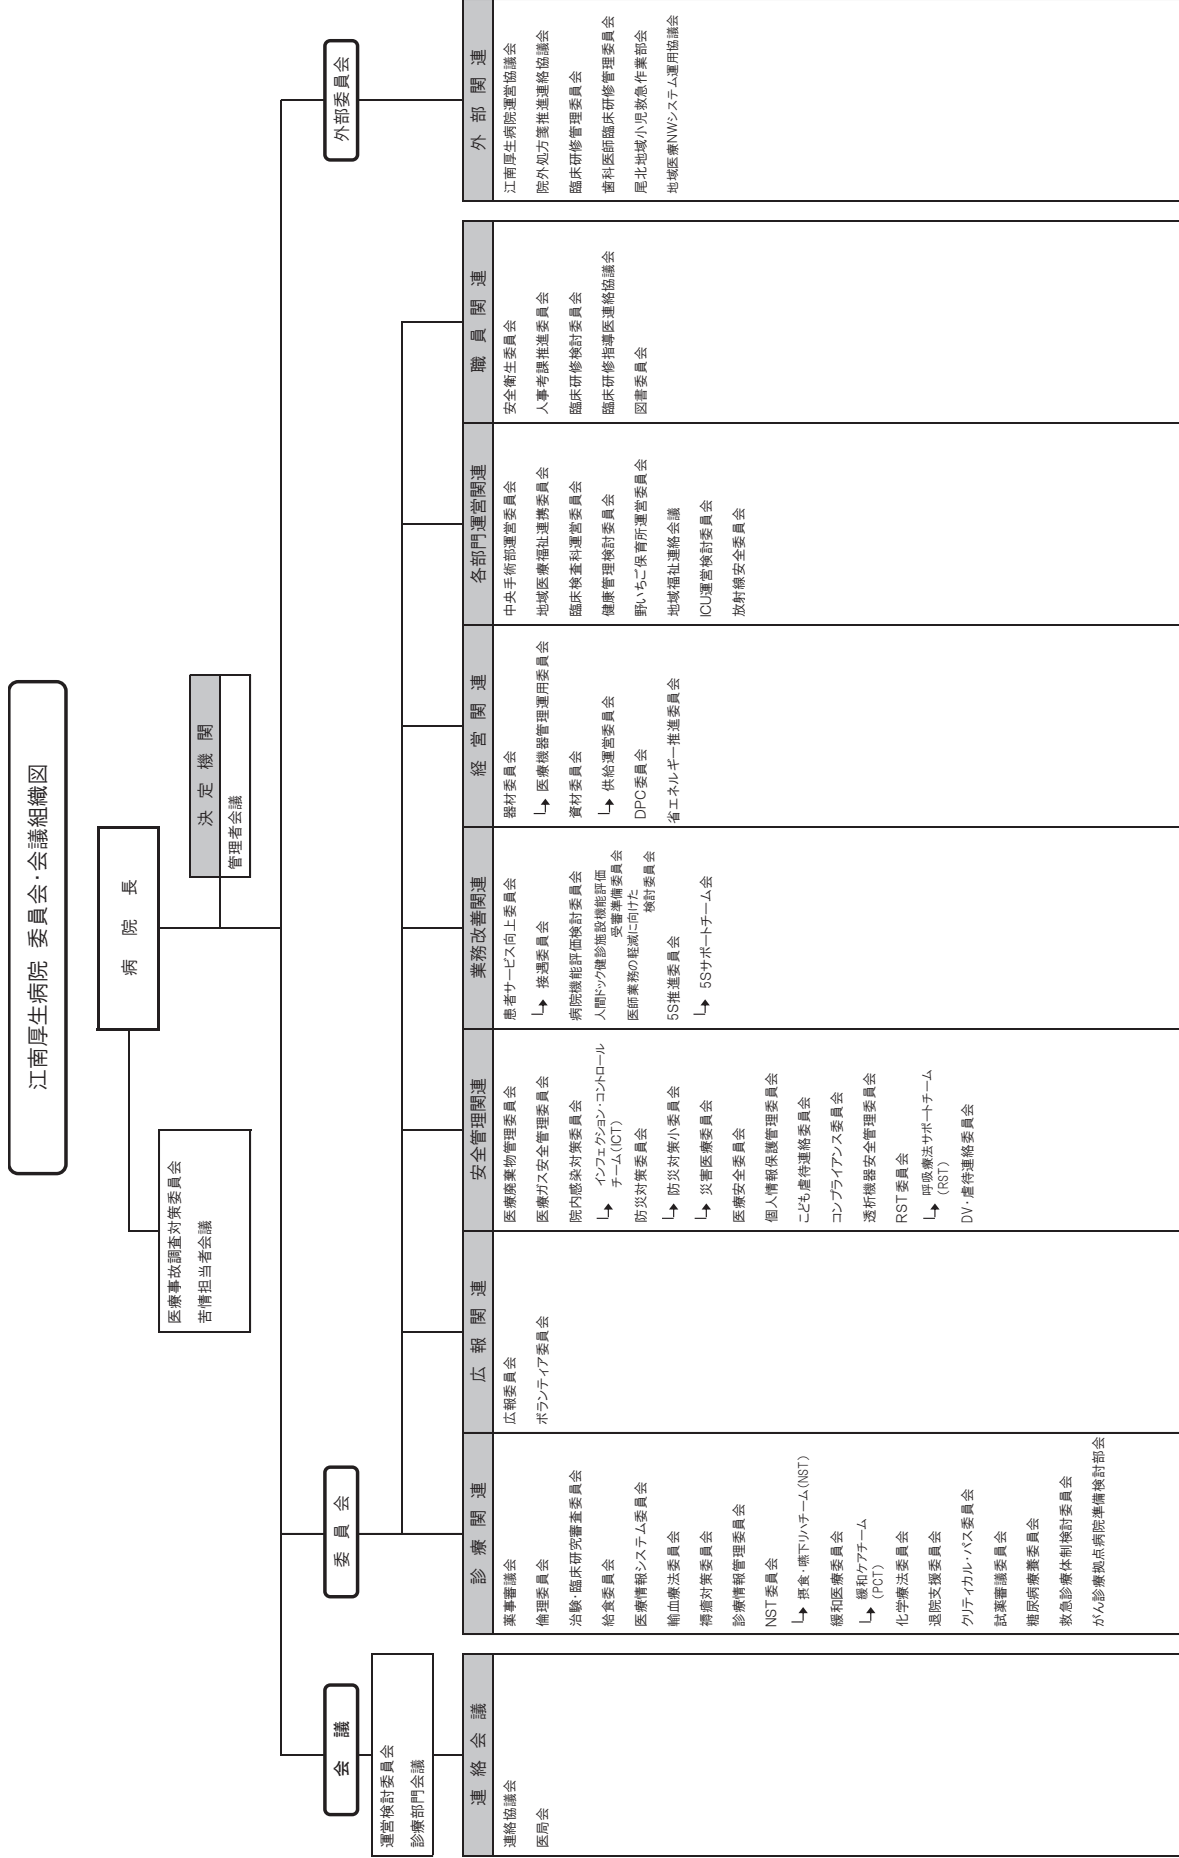 江南厚生病院 委員会・会議組織図
病院長
医療事故調査対策委員会
苦情担当者会議
決定機関
管理者会議
会議
運営検討委員会
診療部門会議
連絡会議
連絡協議会
医局会
委員会
診療関連
薬事審議会
倫理委員会
治験・臨床研究審査委員会
給食委員会
医療情報システム委員会
輸血療法委員会
褥瘡対策委員会
診療情報管理委員会
NST委員会
摂食・嚥下リハチーム(NST)
緩和医療委員会
緩和ケアチーム
(PCT)
化学療法委員会
退院支援委員会
クリティカル・パス委員会
試薬審議委員会
糖尿病療養委員会
救急診療体制検討委員会
がん診療拠点病院準備検討部会
広報関連
広報委員会
ボランティア委員会
安全管理関連
医療廃棄物管理委員会
医療ガス安全管理委員会
院内感染対策委員会
インフェクション・コントロール
チーム(ICT)
防災対策委員会
防災対策小委員会
災害医療委員会
医療安全委員会
個人情報保護管理委員会
こども虐待連絡委員会
コンプライアンス委員会
透析機器安全管理委員会
RST委員会
呼吸療法サポートチーム
(RST)
DV・虐待連絡委員会
業務改善関連
患者サービス向上委員会
接遇委員会
病院機能評価検討委員会
人間ドック健診施設機能評価
受審準備委員会
医師業務の軽減に向けた
検討委員会
5S推進委員会
5Sサポートチーム会
経営関連
器材委員会
医療機器管理運用委員会
資材委員会
供給運営委員会
DPC委員会
省エネルギー推進委員会
各部門運営関連
中央手術部運営委員会
地域医療福祉連携委員会
臨床検査科運営委員会
健康管理検討委員会
野いちご保育所運営委員会
地域福祉連絡会議
ICU運営検討委員会
放射線安全委員会
職員関連
安全衛生委員会
人事考課推進委員会
臨床研修検討委員会
臨床研修指導医連絡協議会
図書委員会
外部委員会
外部関連
江南厚生病院運営協議会
院外処方箋推進連絡協議会
臨床研修管理委員会
歯科医師臨床研修管理委員会
尾北地域小児救急作業部会
地域医療NWシステム運用協議会